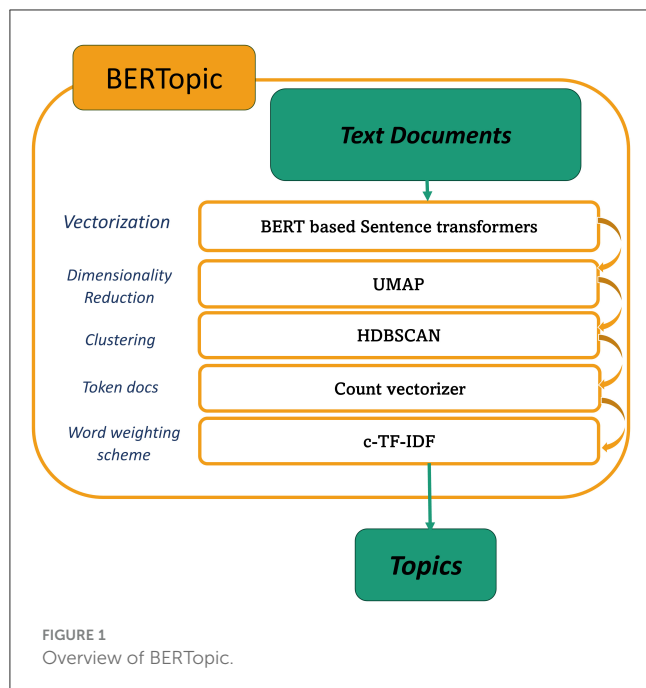 BERTopic
Text Documents
Vectorization
BERT based Sentence transformers
Dimensionality
Reduction
UMAP
Clustering
HDBSCAN
Token docs
Count vectorizer
Word weighting
scheme
c-TF-IDF
Topics
FIGURE 1
Overview of BERTopic.